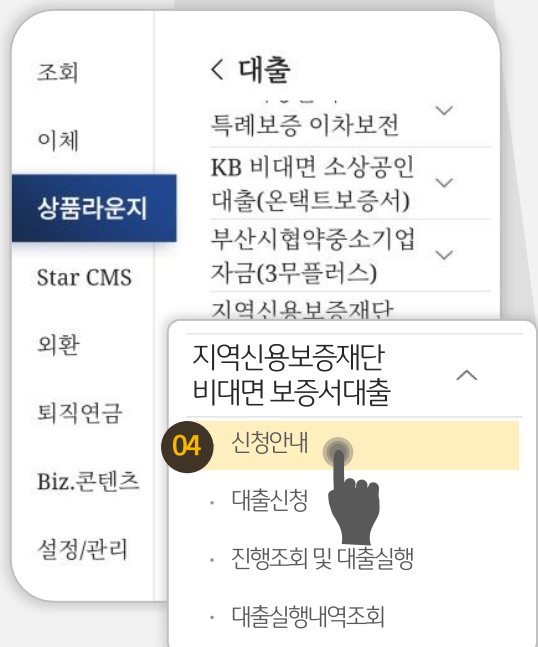 조회
이체
상품라운지
Star CMS
외환
퇴직연금
Biz.콘텐츠
설정/관리
< 대출
특례보증 이차보전
KB 비대면 소상공인
대출(온택트보증서)
부산시협약중소기업
자금(3무플러스)
지역신용보증재단
지역신용보증재단
비대면 보증서대출
04 신청안내
· 대출신청
· 진행조회 및 대출실행
· 대출실행내역조회